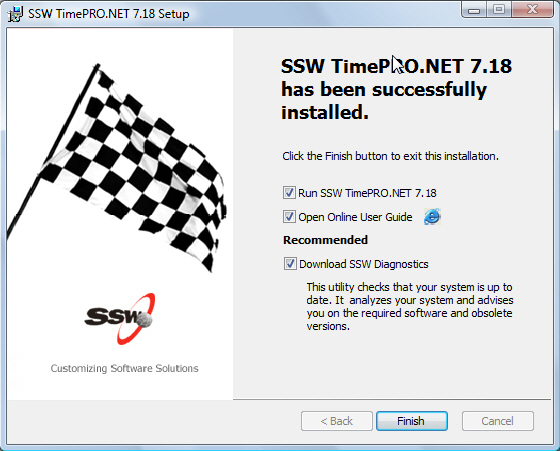 SSW TimePRO.NET 7.18 Setup
SSW TimePRO.NET 7.18
has been successfully
installed.
Click the Finish button to exit this installation.
Run SSW TimePRO.NET 7.18
Open Online User Guide
Recommended
Download SSW Diagnostics
This utility checks that your system is up to
date. It analyzes your system and advises
you on the required software and obsolete
versions.
SSW
Customizing Software Solutions
< Back
Finish
Cancel